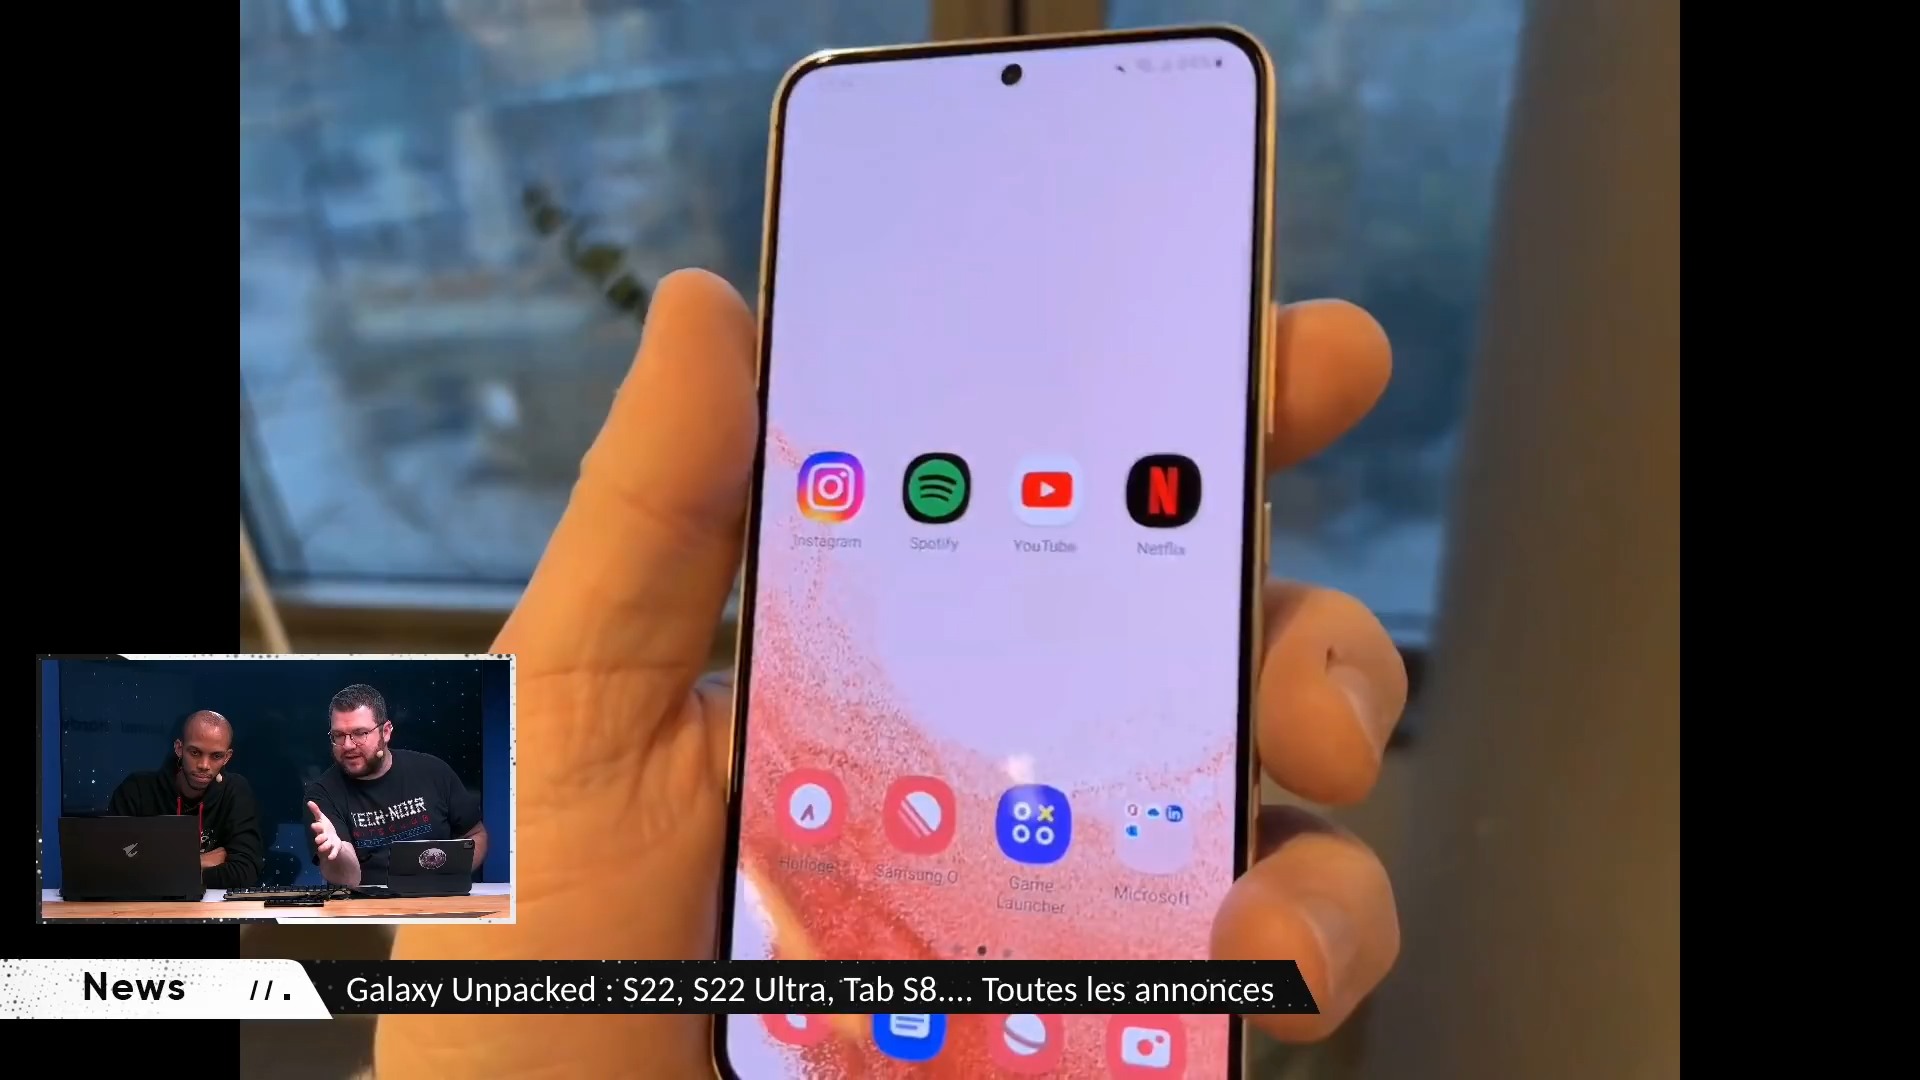 Instagram
Spotify
YouTube
Netflix
Horloge
Samsung O
Game
Launcher
Microsoft
TECH-NOIR
News //.
Galaxy Unpacked : S22, S22 Ultra, Tab S8.... Toutes les annonces